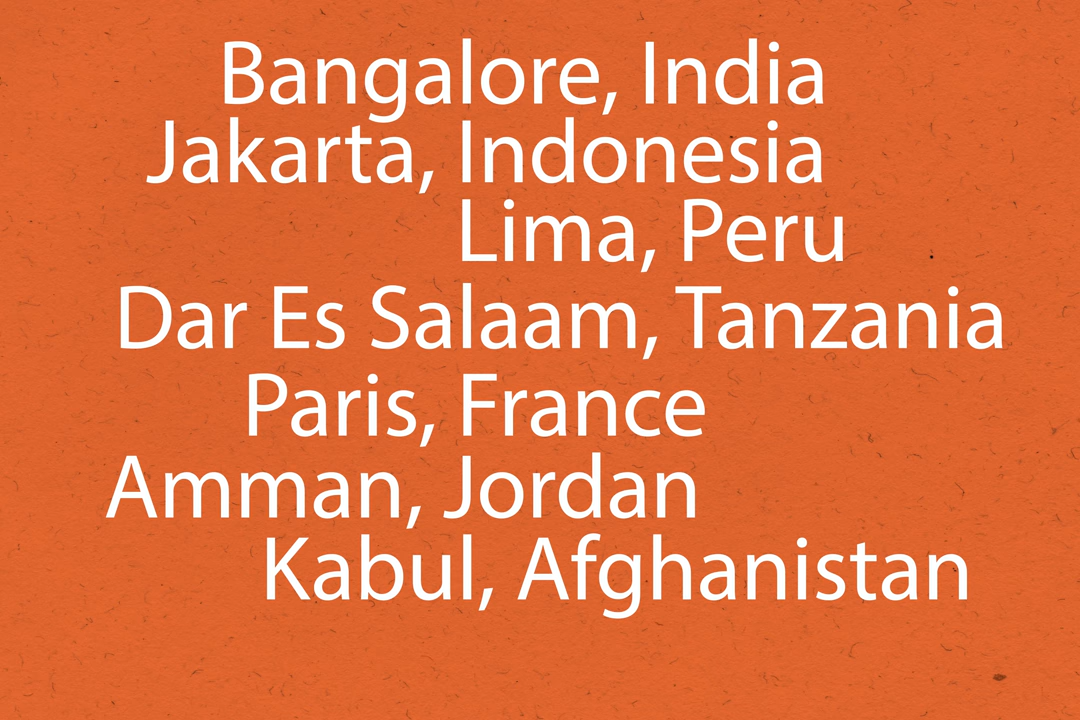 Bangalore, India
Jakarta, Indonesia
Lima, Peru
Dar Es Salaam, Tanzania
Paris, France
Amman, Jordan
Kabul, Afghanistan